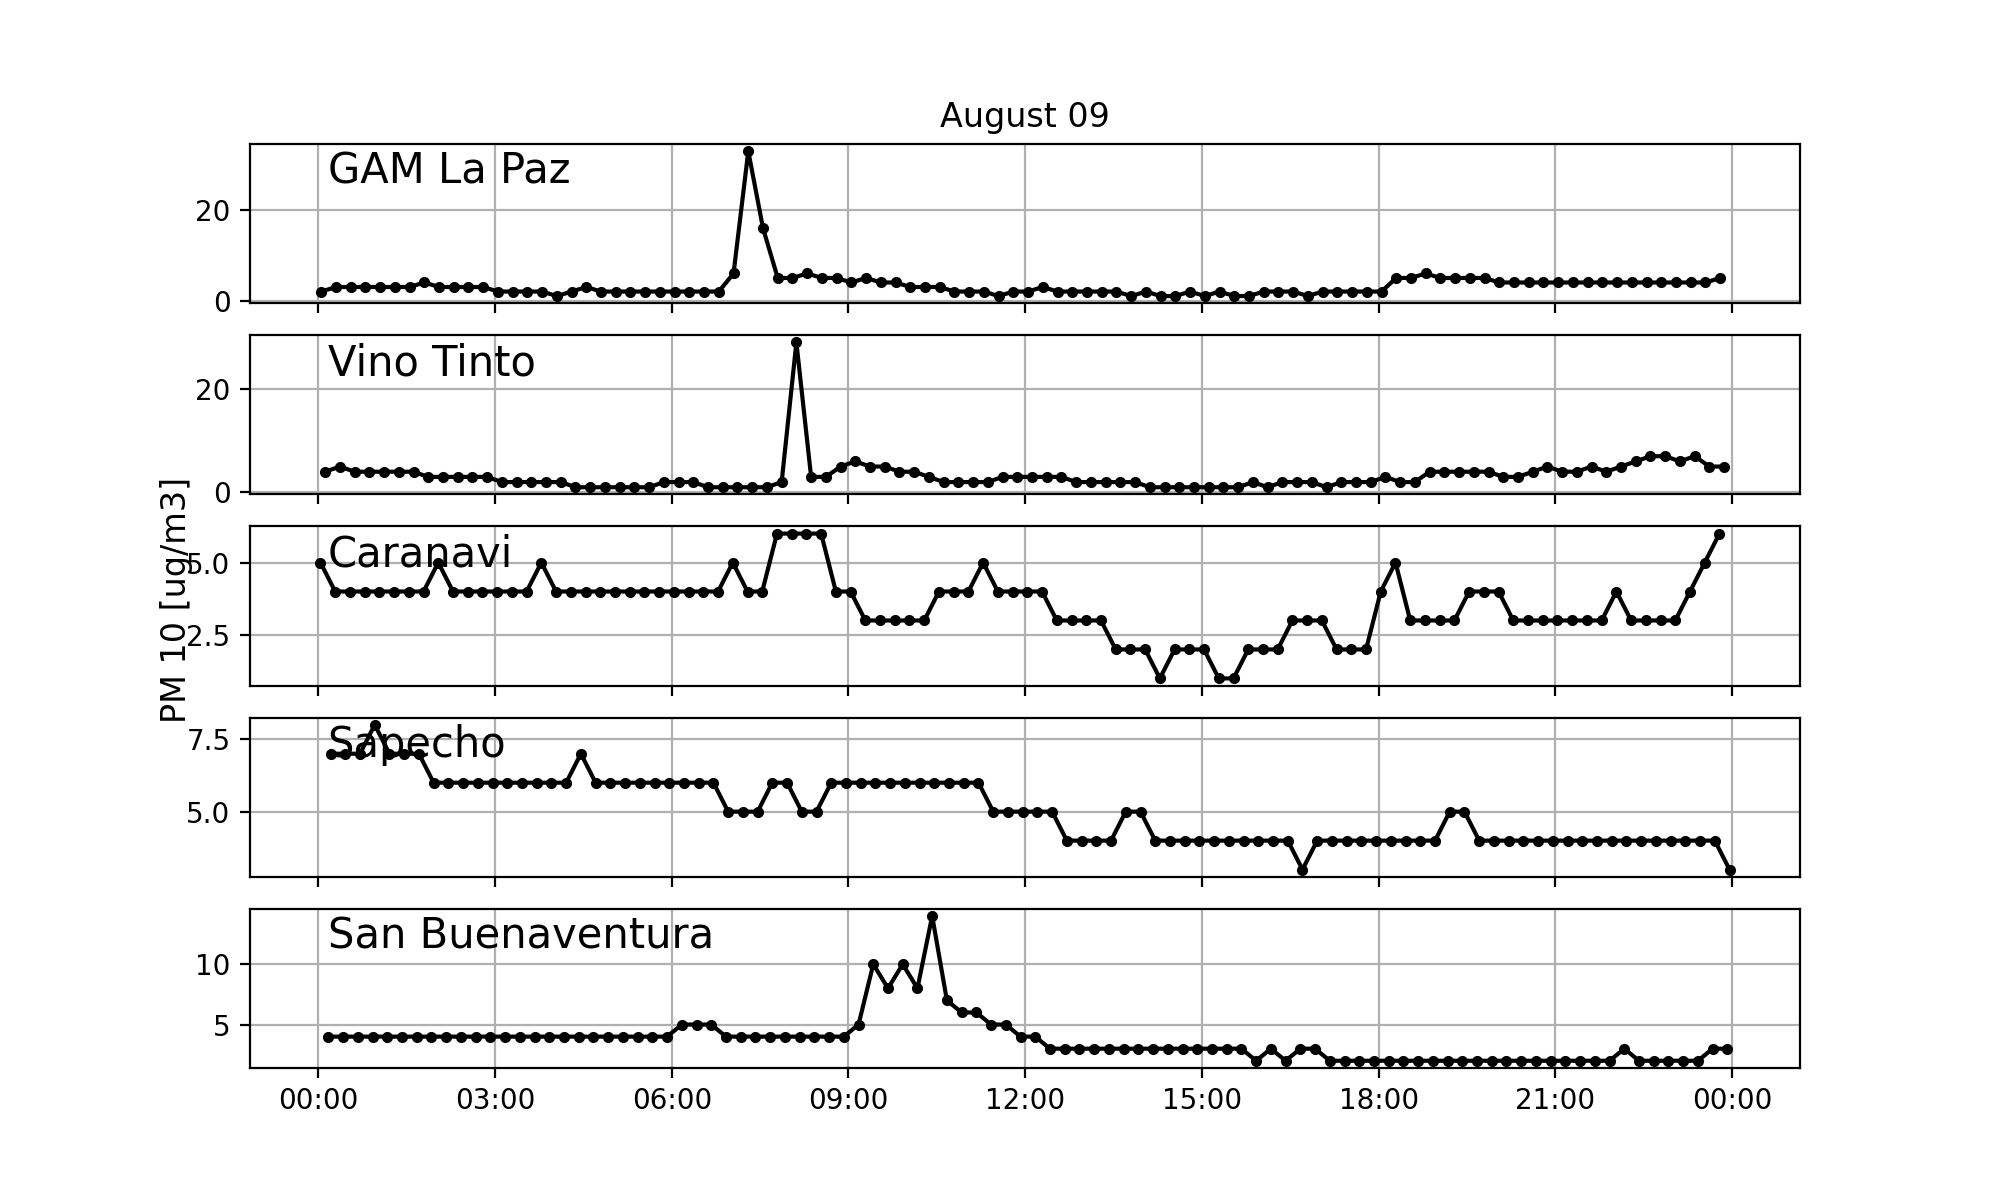 August 09
GAM La Paz
20
0
Vino Tinto
20
0
PM 10 [ug/m3]
Caranavi
5.0
2.5
Sapecho
7.5
5.0
San Buenaventura
10
5
00:00 03:00 06:00 09:00 12:00 15:00 18:00 21:00 00:00